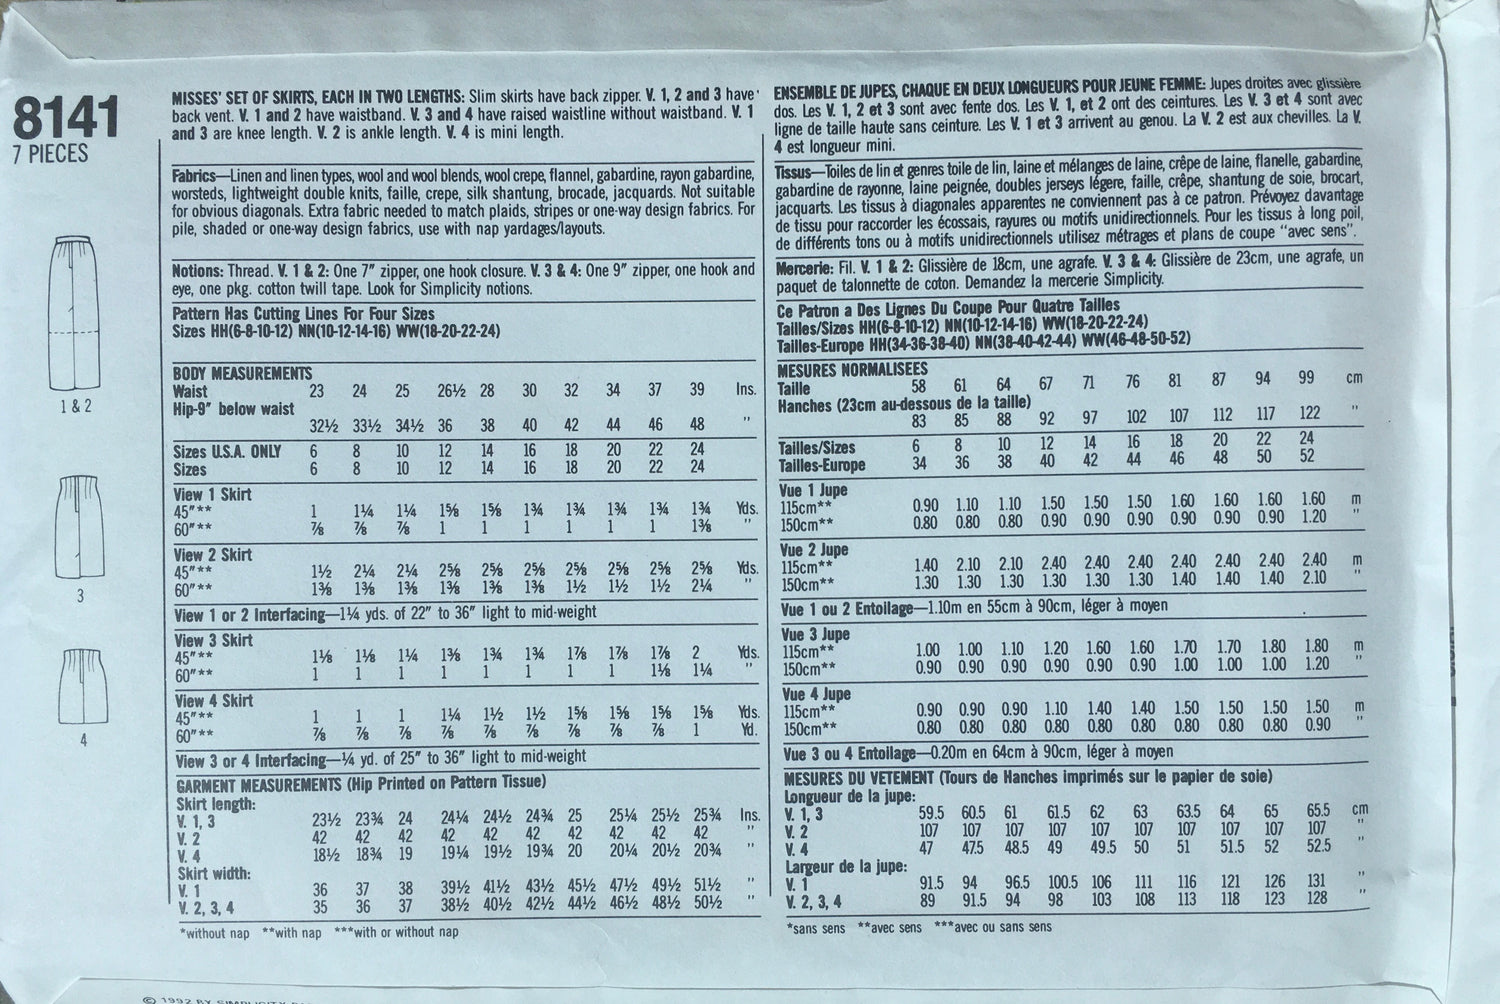 8141
7 PIECES
1 & 2
3
4
MISSES' SET OF SKIRTS, EACH IN TWO LENGTHS: Slim skirts have back zipper. V. 1, 2 and 3 have
back vent. V. 1 and 2 have waistband. V. 3 and 4 have raised waistline without waistband. V. 1
and 3 are knee length. V. 2 is ankle length. V. 4 is mini length.
Fabrics—Linen and linen types, wool and wool blends, wool crepe, flannel, gabardine, rayon gabardine,
worsteds, lightweight double knits, faille, crepe, silk shantung, brocade, jacquards. Not suitable
for obvious diagonals. Extra fabric needed to match plaids, stripes or one-way design fabrics. For
pile, shaded or one-way design fabrics, use with nap yardages/layouts.
Notions: Thread. V. 1 & 2: One 7" zipper, one hook closure. V. 3 & 4: One 9" zipper, one hook and
eye, one pkg. cotton twill tape. Look for Simplicity notions.
Pattern Has Cutting Lines For Four Sizes
Sizes HH(6-8-10-12) NN(10-12-14-16) WW(18-20-22-24)
BODY MEASUREMENTS
Waist 23 24 25 26½ 28 30 32 34 37 39 Ins.
Hip-9" below waist
32½ 33½ 34½ 36 38 40 42 44 46 48 "
Sizes U.S.A. ONLY 6 8 10 12 14 16 18 20 22 24
Sizes 6 8 10 12 14 16 18 20 22 24
View 1 Skirt
45"** 1 1¼ 1¼ 1⅝ 1⅝ 1¾ 1¾ 1¾ 1¾ 1¾ Yds.
60"** ⅞ ⅞ ⅞ 1 1 1 1 1 1 1⅜ "
View 2 Skirt
45"** 1½ 2¼ 2¼ 2⅝ 2⅝ 2⅝ 2⅝ 2⅝ 2⅝ 2⅝ Yds.
60"** 1⅜ 1⅜ 1⅜ 1⅜ 1⅜ 1⅜ 1½ 1½ 1½ 2¼ "
View 1 or 2 Interfacing—1¼ yds. of 22" to 36" light to mid-weight
View 3 Skirt
45"** 1⅛ 1⅛ 1¼ 1⅜ 1¾ 1¾ 1⅞ 1⅞ 1⅞ 2 Yds.
60"** 1 1 1 1 1 1 1 1 1⅛ 1¼ "
View 4 Skirt
45"** 1 1 1 1¼ 1½ 1½ 1⅝ 1⅝ 1⅝ 1⅝ Yds.
60"** ⅞ ⅞ ⅞ ⅞ ⅞ ⅞ ⅞ ⅞ ⅞ 1 Yd.
View 3 or 4 Interfacing—¼ yd. of 25" to 36" light to mid-weight
GARMENT MEASUREMENTS (Hip Printed on Pattern Tissue)
Skirt length:
V. 1, 3 23½ 23¾ 24 24¼ 24½ 24¾ 25 25¼ 25½ 25¾ Ins.
V. 2 42 42 42 42 42 42 42 42 42 42 "
V. 4 18½ 18¾ 19 19¼ 19½ 19¾ 20 20¼ 20½ 20¾ "
Skirt width:
V. 1 36 37 38 39½ 41½ 43½ 45½ 47½ 49½ 51½ "
V. 2, 3, 4 35 36 37 38½ 40½ 42½ 44½ 46½ 48½ 50½ "
*without nap **with nap ***with or without nap
ENSEMBLE DE JUPES, CHAQUE EN DEUX LONGUEURS POUR JEUNE FEMME: Jupes droites avec glissière
dos. Les V. 1, 2 et 3 sont avec fente dos. Les V. 1, et 2 ont des ceintures. Les V. 3 et 4 sont avec
ligne de taille haute sans ceinture. Les V. 1 et 3 arrivent au genou. La V. 2 est aux chevilles. La V.
4 est longueur mini.
Tissus—Toiles de lin et genres toile de lin, laine et mélanges de laine, crêpe de laine, flanelle, gabardine,
gabardine de rayonne, laine peignée, doubles jerseys légere, faille, crêpe, shantung de soie, brocart,
jacquarts. Les tissus à diagonales apparentes ne conviennent pas à ce patron. Prévoyez davantage
de tissu pour raccorder les écossais, rayures ou motifs unidirectionnels. Pour les tissus à long poil,
de différents tons ou à motifs unidirectionnels utilisez métrages et plans de coupe "avec sens".
Mercerie: Fil. V. 1 & 2: Glissière de 18cm, une agrafe. V. 3 & 4: Glissière de 23cm, une agrafe, un
paquet de talonnette de coton. Demandez la mercerie Simplicity.
Ce Patron a Des Lignes Du Coupe Pour Quatre Tailles
Tailles/Sizes HH(6-8-10-12) NN(10-12-14-16) WW(18-20-22-24)
Tailles-Europe HH(34-36-38-40) NN(38-40-42-44) WW(46-48-50-52)
MESURES NORMALISEES
Taille 58 61 64 67 71 76 81 87 94 99 cm
Hanches (23cm au-dessous de la taille)
83 85 88 92 97 102 107 112 117 122 "
Tailles/Sizes 6 8 10 12 14 16 18 20 22 24
Tailles-Europe 34 36 38 40 42 44 46 48 50 52
Vue 1 Jupe
115cm** 0.90 1.10 1.10 1.50 1.50 1.50 1.60 1.60 1.60 1.60 m
150cm** 0.80 0.80 0.80 0.90 0.90 0.90 0.90 0.90 0.90 1.20 "
Vue 2 Jupe
115cm** 1.40 2.10 2.10 2.40 2.40 2.40 2.40 2.40 2.40 2.40 m
150cm** 1.30 1.30 1.30 1.30 1.30 1.30 1.40 1.40 1.40 2.10 "
Vue 1 ou 2 Entoilage—1.10m en 55cm à 90cm, léger à moyen
Vue 3 Jupe
115cm** 1.00 1.00 1.10 1.20 1.60 1.60 1.70 1.70 1.80 1.80 m
150cm** 0.90 0.90 0.90 0.90 0.90 0.90 1.00 1.00 1.00 1.20 "
Vue 4 Jupe
115cm** 0.90 0.90 0.90 1.10 1.40 1.40 1.50 1.50 1.50 1.50 m
150cm** 0.80 0.80 0.80 0.80 0.80 0.80 0.80 0.80 0.80 0.90 "
Vue 3 ou 4 Entoilage—0.20m en 64cm à 90cm, léger à moyen
MESURES DU VETEMENT (Tours de Hanches imprimés sur le papier de soie)
Longueur de la jupe:
V. 1, 3 59.5 60.5 61 61.5 62 63 63.5 64 65 65.5 cm
V. 2 107 107 107 107 107 107 107 107 107 107 "
V. 4 47 47.5 48.5 49 49.5 50 51 51.5 52 52.5 "
Largeur de la jupe:
V. 1 91.5 94 96.5 100.5 106 111 116 121 126 131 "
V. 2, 3, 4 89 91.5 94 98 103 108 113 118 123 128 "
*sans sens **avec sens ***avec ou sans sens
© 1992 BY SIMPLICITY